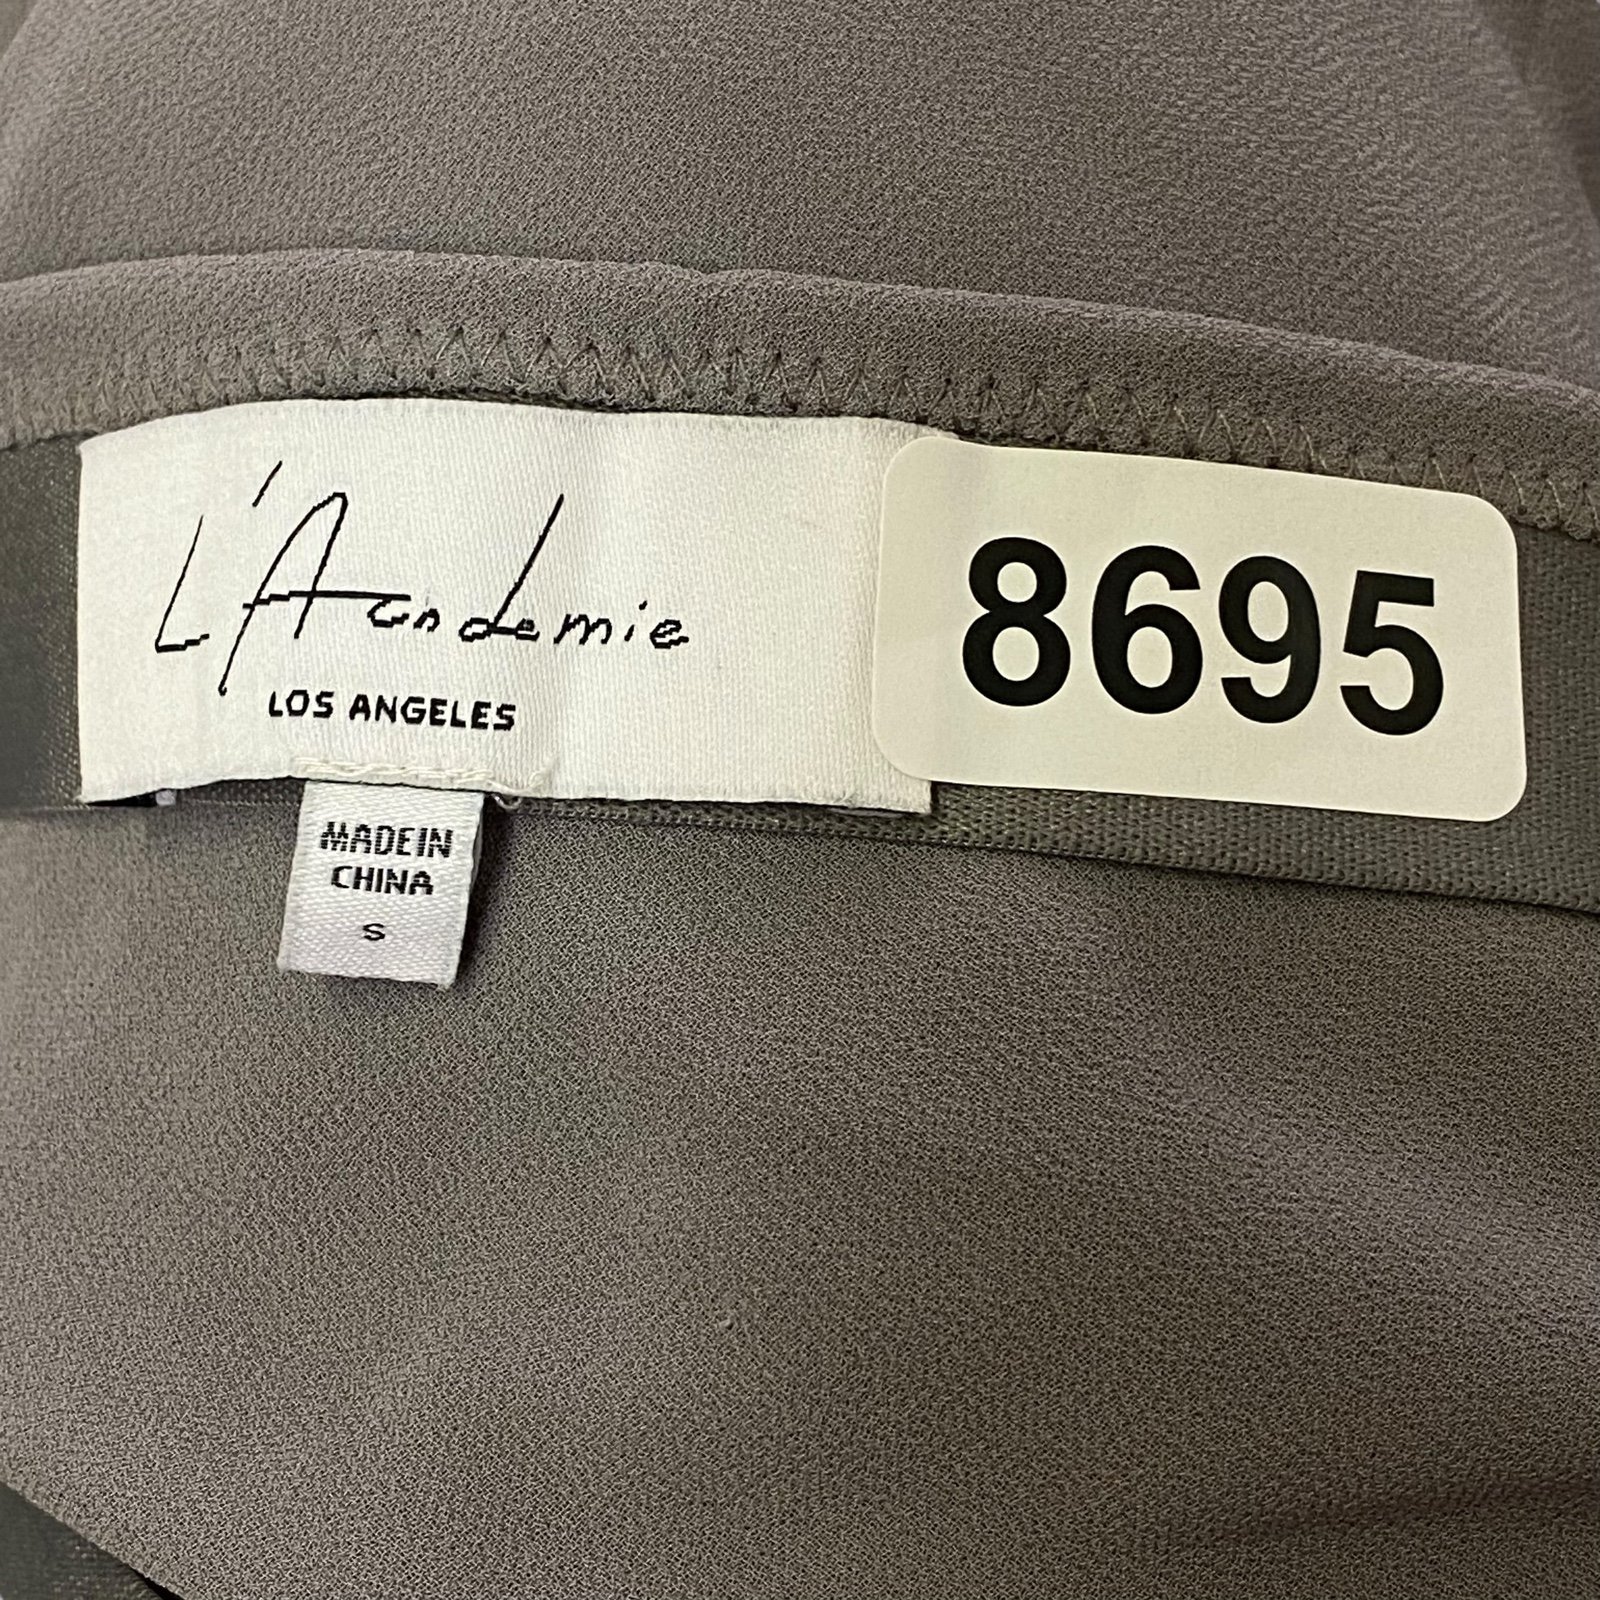 L'Academie
LOS ANGELES
8695
MADE IN
CHINA
S